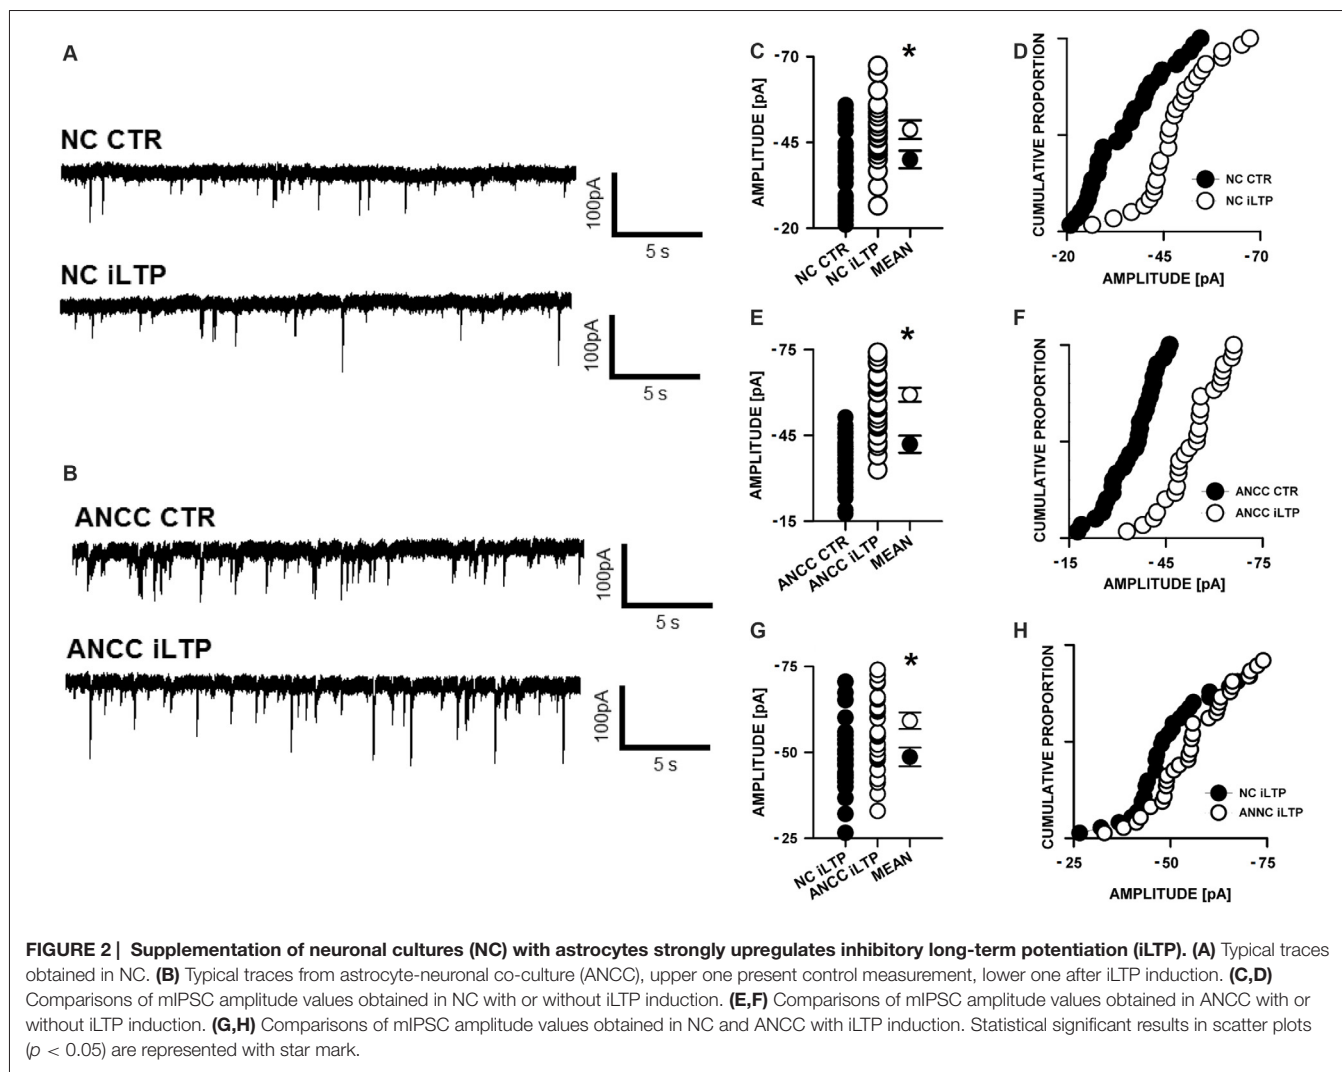 A
NC CTR
100pA
5 s
NC iLTP
100pA
5 s
B
ANCC CTR
100pA
5 s
ANCC iLTP
100pA
5 s
C
-70
*
AMPLITUDE [pA]
-45
-20
NC CTR
NC iLTP
MEAN
D
CUMULATIVE PROPORTION
NC CTR
NC iLTP
-20 -45 -70
AMPLITUDE [pA]
E
-75
*
AMPLITUDE [pA]
-45
-15
ANCC CTR
ANCC iLTP
MEAN
F
CUMULATIVE PROPORTION
ANCC CTR
ANCC iLTP
-15 -45 -75
AMPLITUDE [pA]
G
-75
*
AMPLITUDE [pA]
-50
-25
NC iLTP
ANCC iLTP
MEAN
H
CUMULATIVE PROPORTION
NC iLTP
ANNC iLTP
-25 -50 -75
AMPLITUDE [pA]
FIGURE 2 | Supplementation of neuronal cultures (NC) with astrocytes strongly upregulates inhibitory long-term potentiation (iLTP). (A) Typical traces
obtained in NC. (B) Typical traces from astrocyte-neuronal co-culture (ANCC), upper one present control measurement, lower one after iLTP induction. (C,D)
Comparisons of mIPSC amplitude values obtained in NC with or without iLTP induction. (E,F) Comparisons of mIPSC amplitude values obtained in ANCC with or
without iLTP induction. (G,H) Comparisons of mIPSC amplitude values obtained in NC and ANCC with iLTP induction. Statistical significant results in scatter plots
(p < 0.05) are represented with star mark.